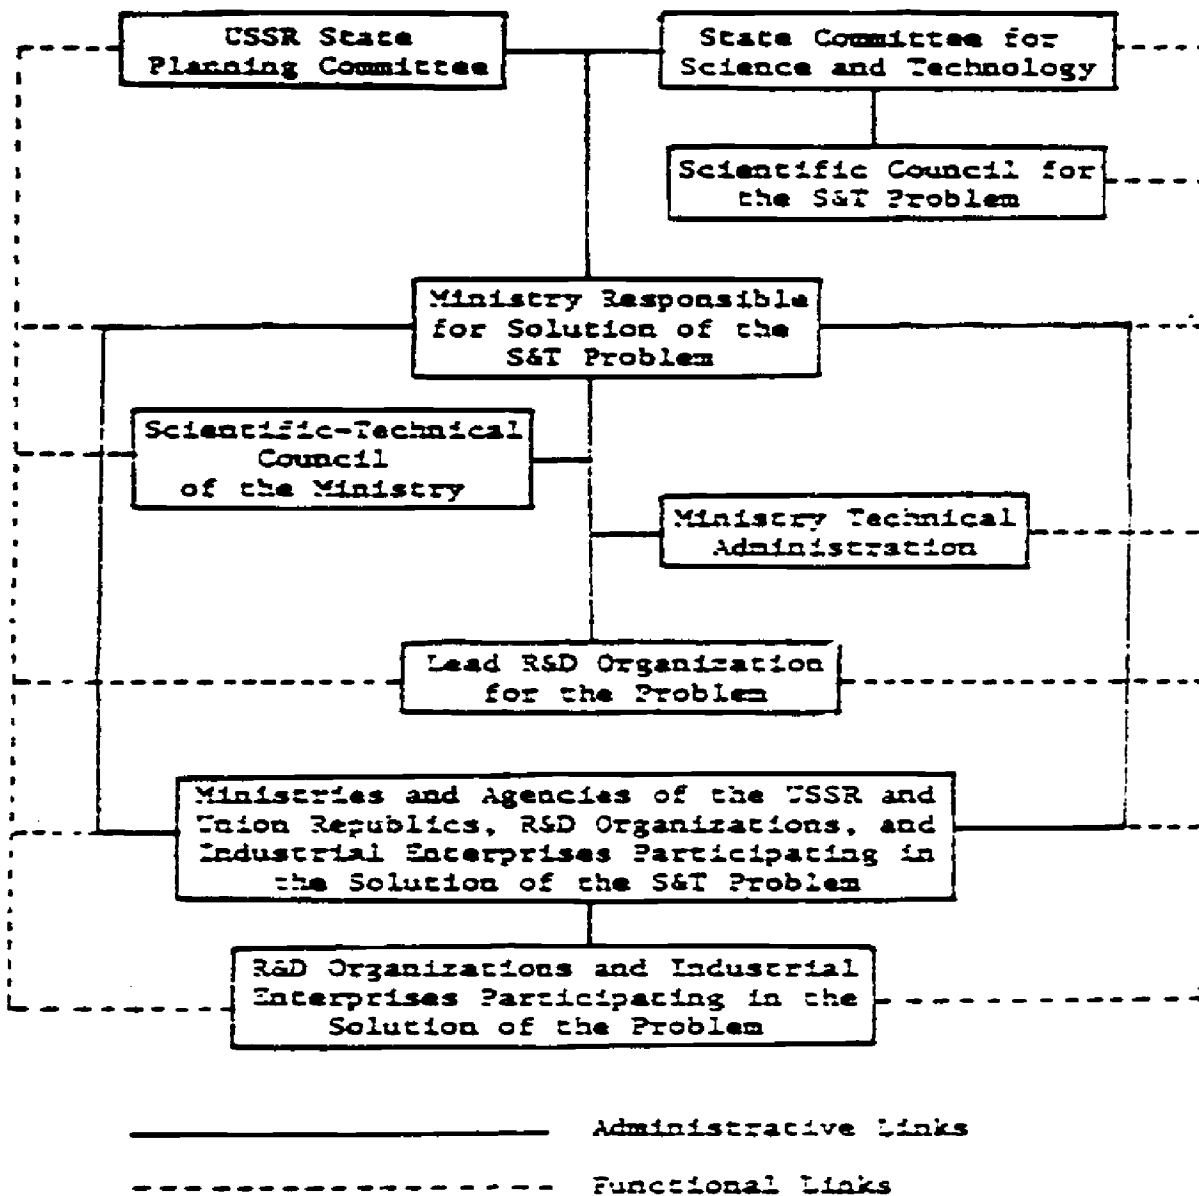 USSR State
Planning Committee
State Committee for
Science and Technology
Scientific Council for
the S&T Problem
Ministry Responsible
for Solution of the
S&T Problem
Scientific-Technical
Council
of the Ministry
Ministry Technical
Administration
Lead R&D Organization
for the Problem
Ministries and Agencies of the USSR and
Union Republics, R&D Organizations, and
Industrial Enterprises Participating in
the Solution of the S&T Problem
R&D Organizations and Industrial
Enterprises Participating in the
Solution of the Problem
Administrative Links
Functional Links